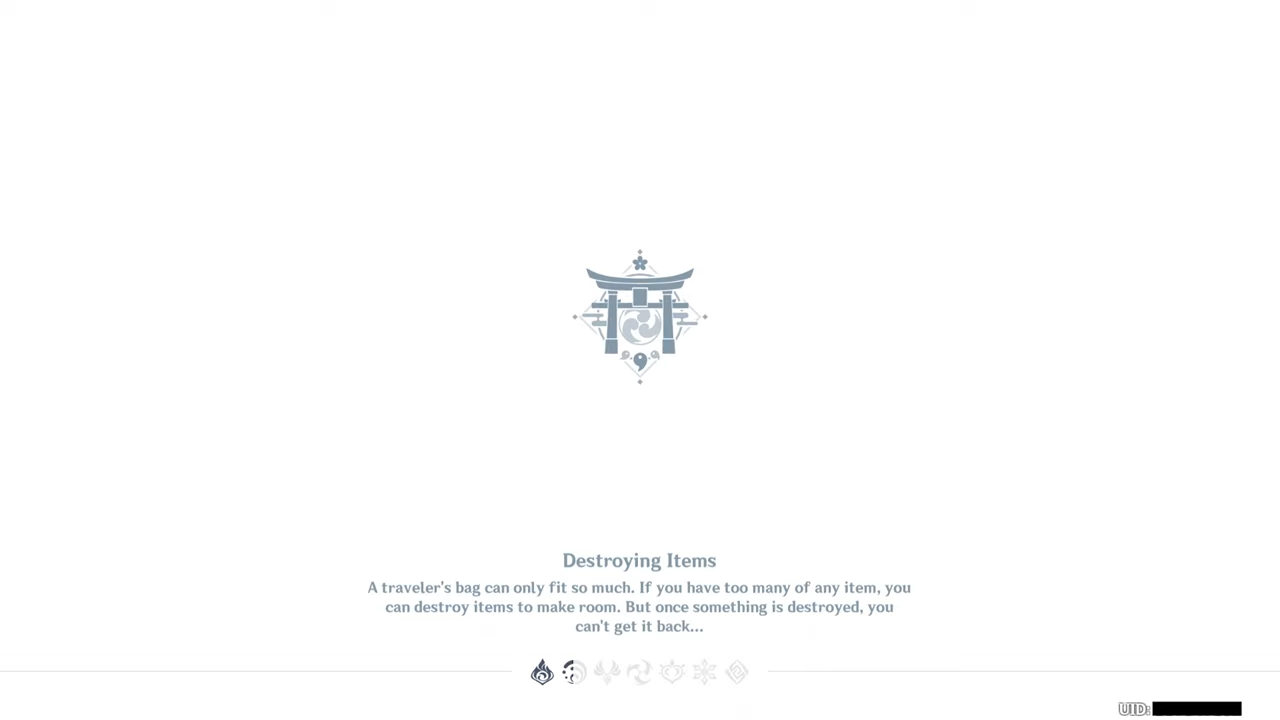 Destroying Items
A traveler's bag can only fit so much. If you have too many of any item, you
can destroy items to make room. But once something is destroyed, you
can't get it back...
UID: